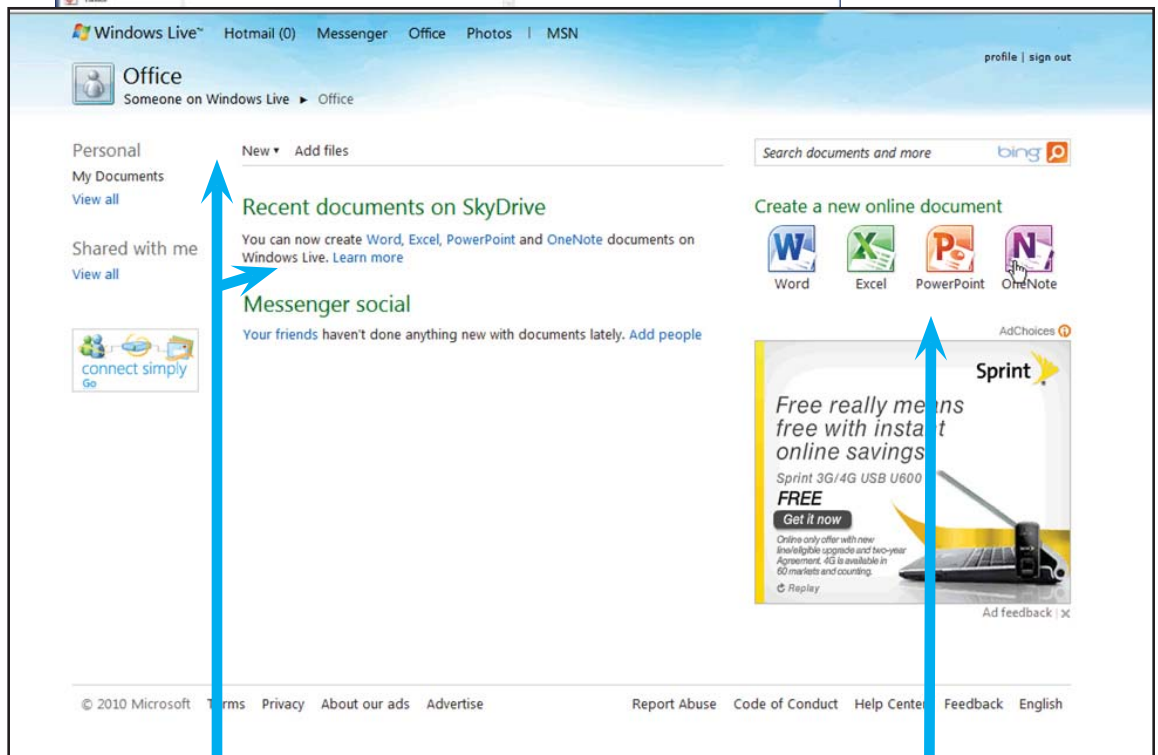 Windows Live™ Hotmail (0) Messenger Office Photos | MSN
profile | sign out
Office
Someone on Windows Live ► Office
Personal
My Documents
View all
Shared with me
View all
connect simply
Go
New ▾ Add files
Recent documents on SkyDrive
You can now create Word, Excel, PowerPoint and OneNote documents on
Windows Live. Learn more
Messenger social
Your friends haven't done anything new with documents lately. Add people
Search documents and more bing
Create a new online document
Word Excel PowerPoint OneNote
AdChoices
Sprint
Free really means
free with instant
online savings
Sprint 3G/4G USB U600
FREE
Get it now
Online only offer with new
line/eligible upgrade and two-year
Agreement. 4G is available in
60 markets and counting.
Replay
Ad feedback | X
© 2010 Microsoft Terms Privacy About our ads Advertise Report Abuse Code of Conduct Help Center Feedback English